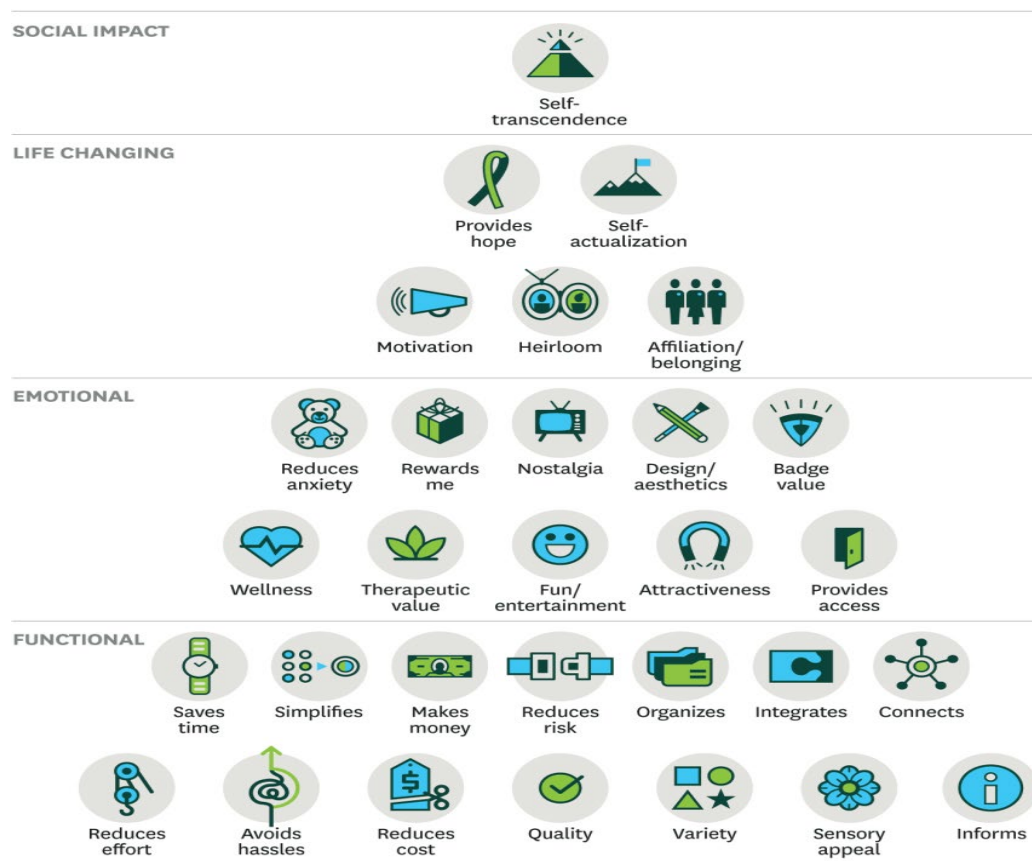 SOCIAL IMPACT
Self-
transcendence
LIFE CHANGING
Provides
hope
Self-
actualization
Motivation
Heirloom
Affiliation/
belonging
EMOTIONAL
Reduces
anxiety
Rewards
me
Nostalgia
Design/
aesthetics
Badge
value
Wellness
Therapeutic
value
Fun/
entertainment
Attractiveness
Provides
access
FUNCTIONAL
Saves
time
Simplifies
Makes
money
Reduces
risk
Organizes
Integrates
Connects
Reduces
effort
Avoids
hassles
$
Reduces
cost
Quality
Variety
Sensory
appeal
i
Informs